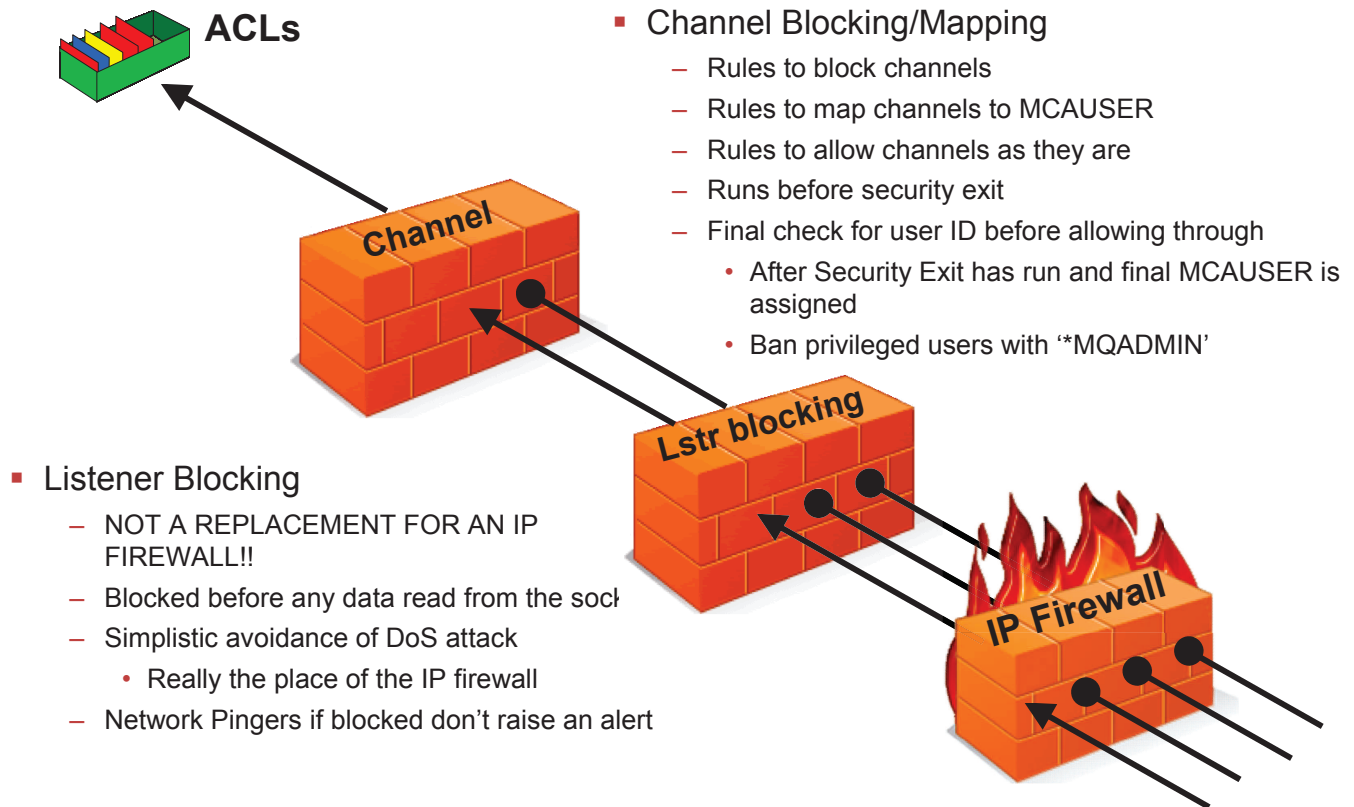 ACLs
▪ Channel Blocking/Mapping
– Rules to block channels
– Rules to map channels to MCAUSER
– Rules to allow channels as they are
– Runs before security exit
– Final check for user ID before allowing through
• After Security Exit has run and final MCAUSER is
assigned
• Ban privileged users with ‘*MQADMIN’
Channel
Lstr blocking
IP Firewall
▪ Listener Blocking
– NOT A REPLACEMENT FOR AN IP
FIREWALL!!
– Blocked before any data read from the sock
– Simplistic avoidance of DoS attack
• Really the place of the IP firewall
– Network Pingers if blocked don’t raise an alert